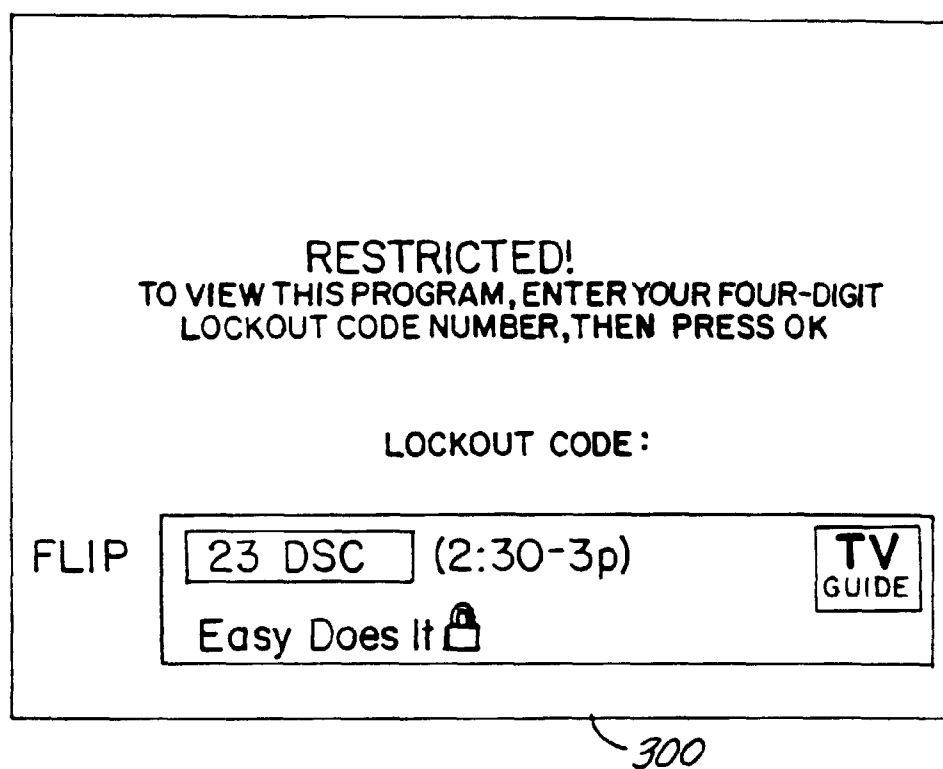 RESTRICTED!
TO VIEW THIS PROGRAM, ENTER YOUR FOUR-DIGIT
LOCKOUT CODE NUMBER, THEN PRESS OK
LOCKOUT CODE:
FLIP 23 DSC (2:30-3p) TV
GUIDE
Easy Does It
300